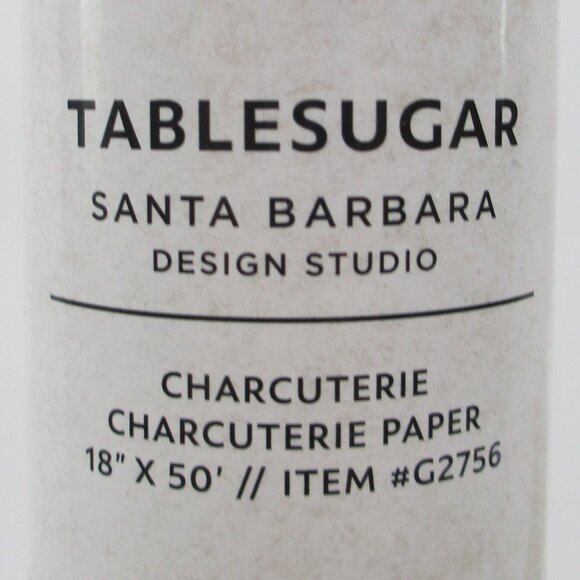 TABLESUGAR
SANTA BARBARA
DESIGN STUDIO
CHARCUTERIE
CHARCUTERIE PAPER
18" X 50' // ITEM #G2756